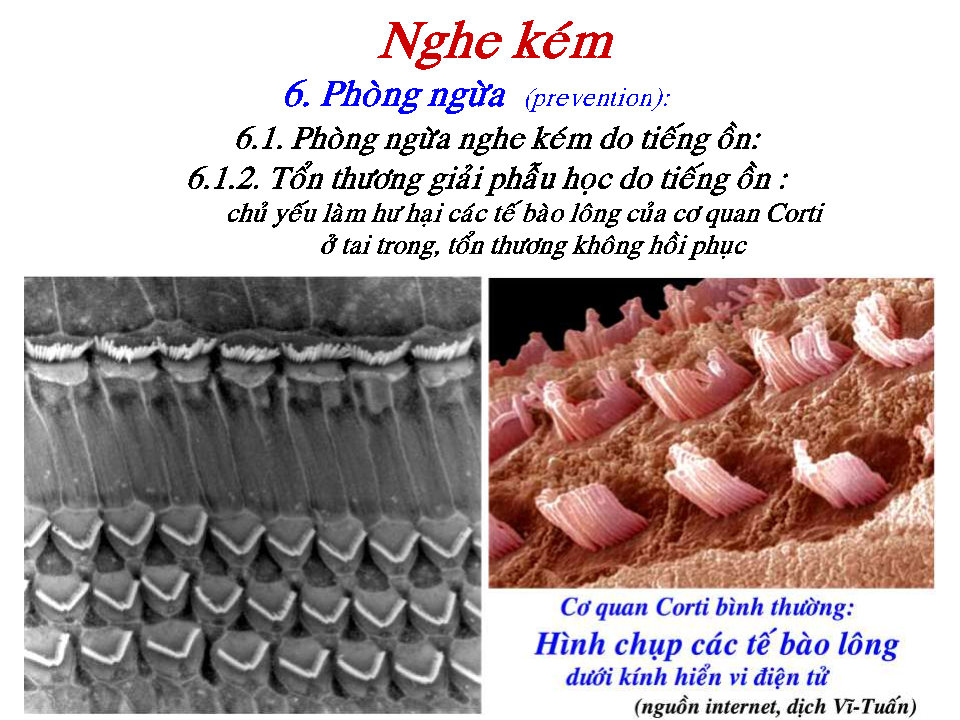 Nghe kém
6. Phòng ngừa (prevention):
6.1. Phòng ngừa nghe kém do tiếng ồn:
6.1.2. Tổn thương giải phẫu học do tiếng ồn :
chủ yếu làm hư hại các tế bào lông của cơ quan Corti
ở tai trong, tổn thương không hồi phục
Cơ quan Corti bình thường:
Hình chụp các tế bào lông
dưới kính hiển vi điện tử
(nguồn internet, dịch Vĩ-Tuấn)